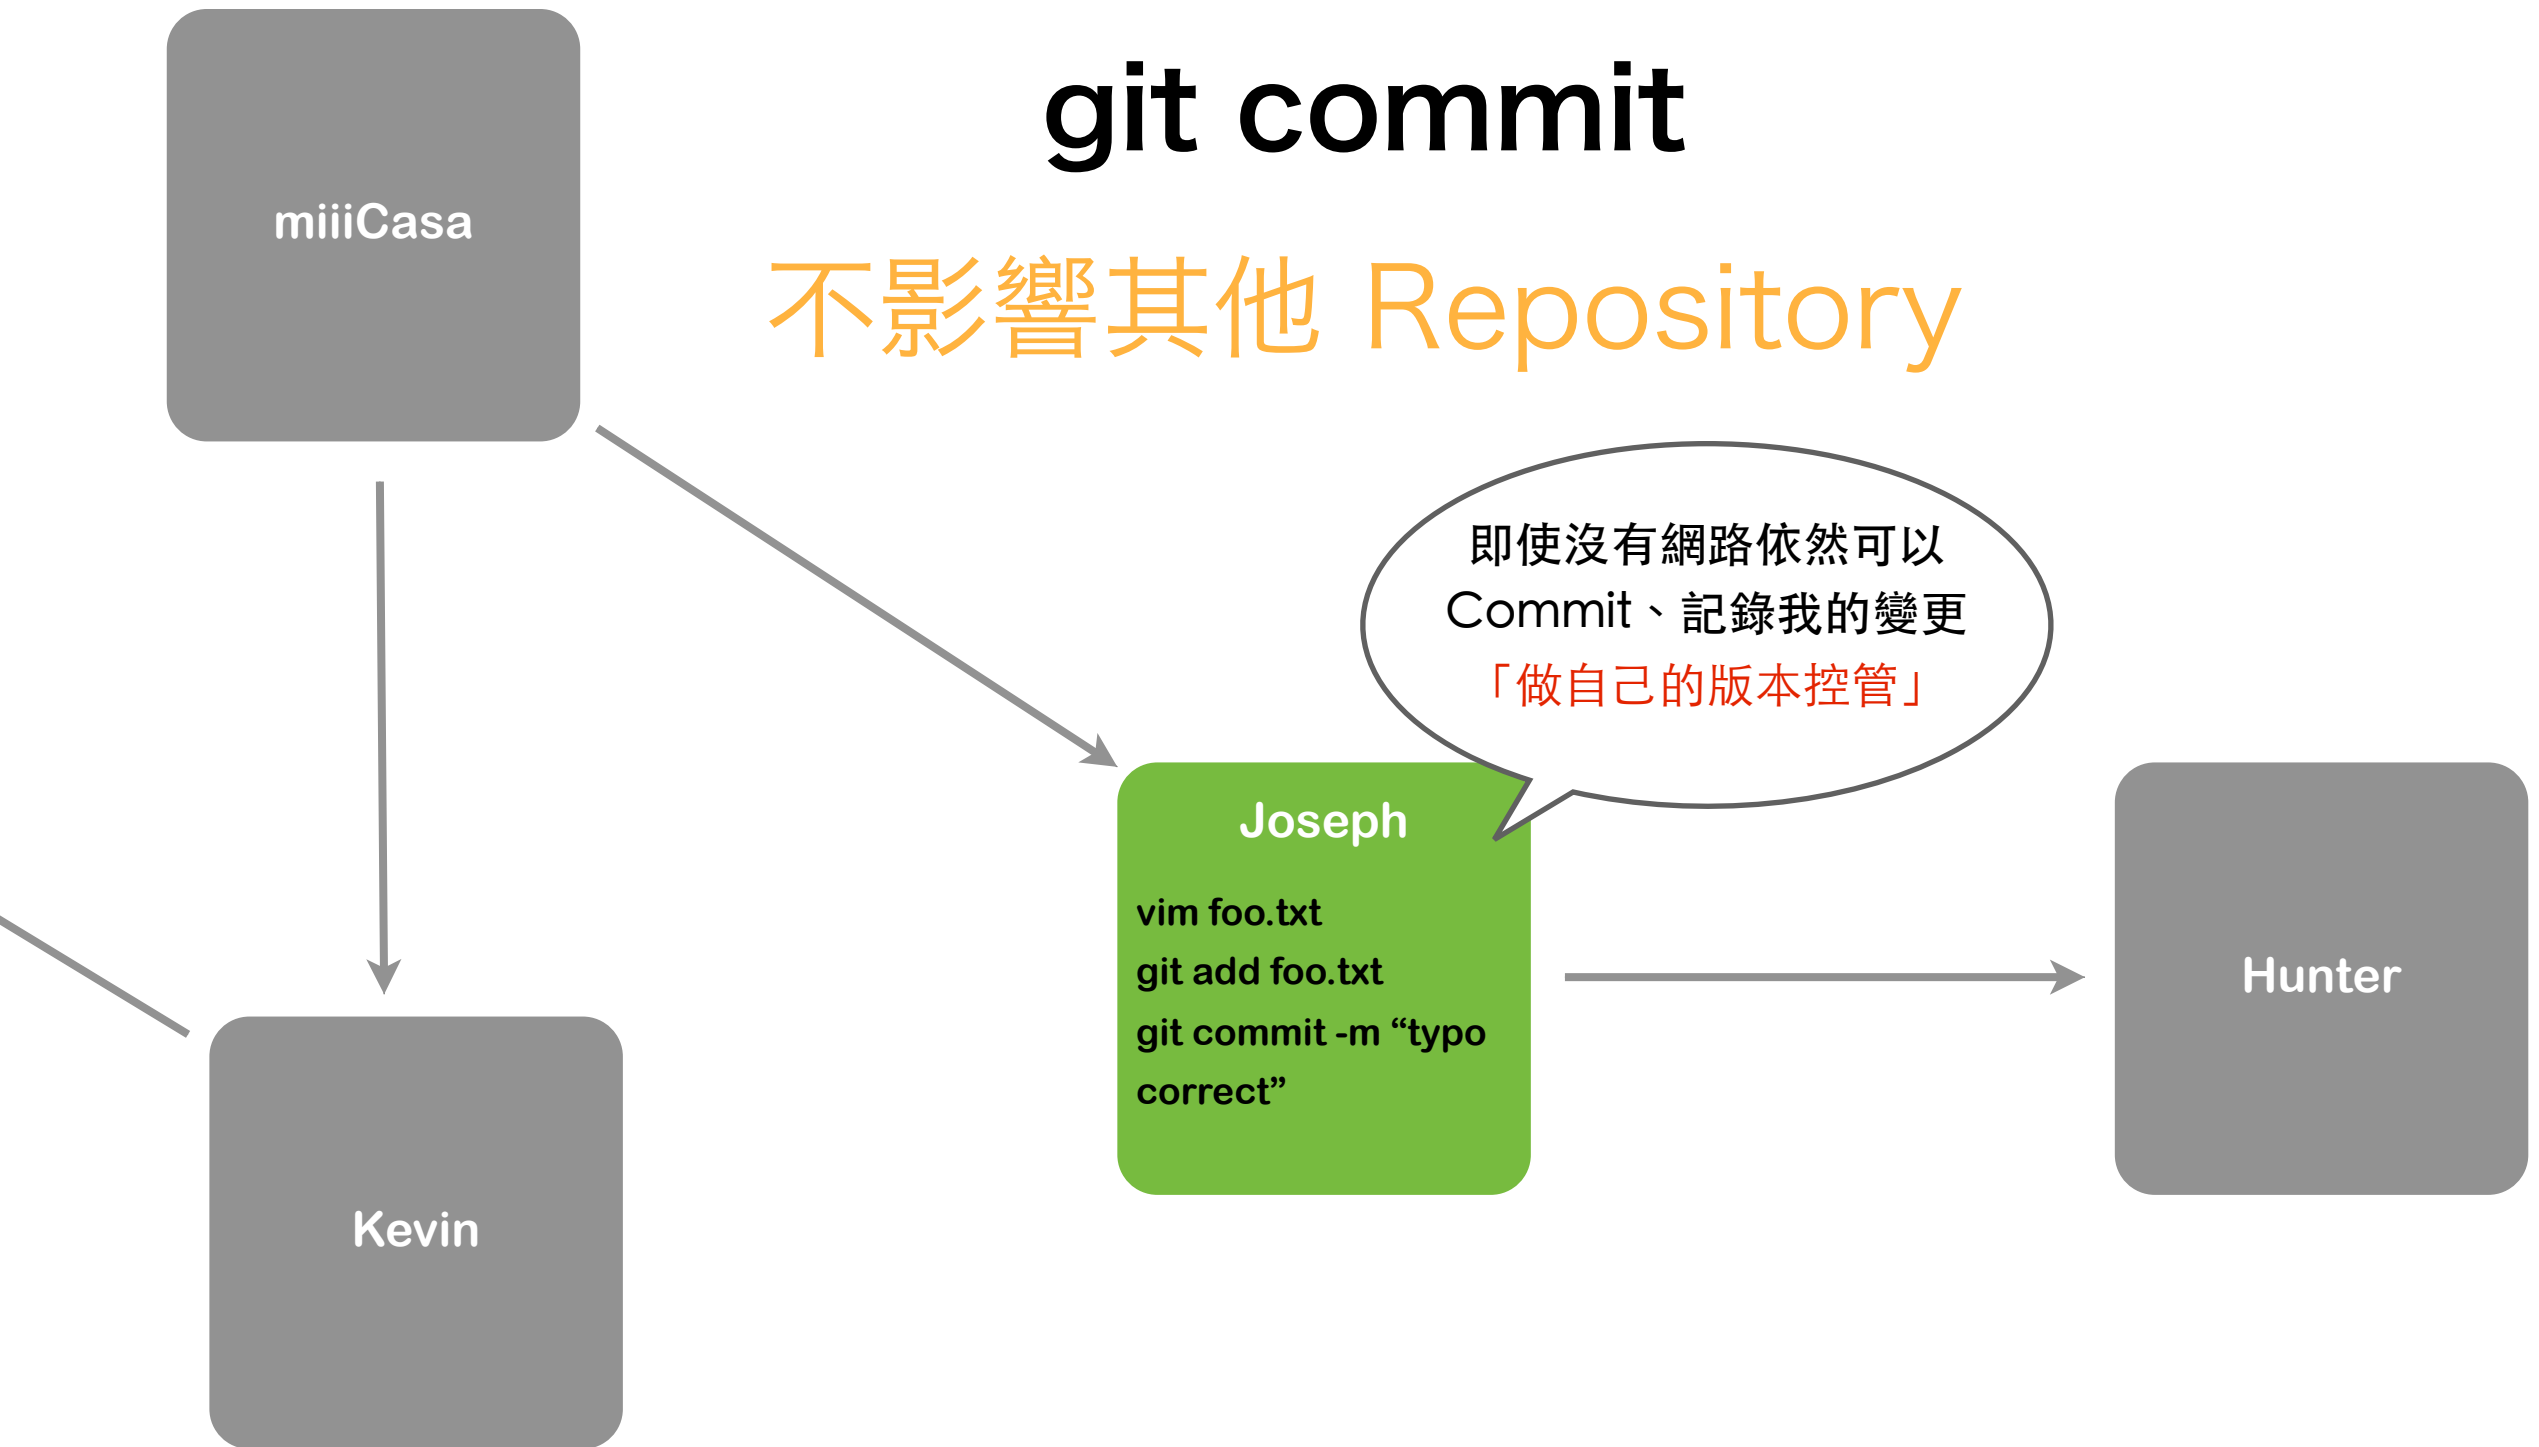 git commit
不影響其他 Repository
miiiCasa
即使沒有網路依然可以
Commit、記錄我的變更
「做自己的版本控管」
Joseph
vim foo.txt
git add foo.txt
git commit -m “typo
correct”
Hunter
Kevin